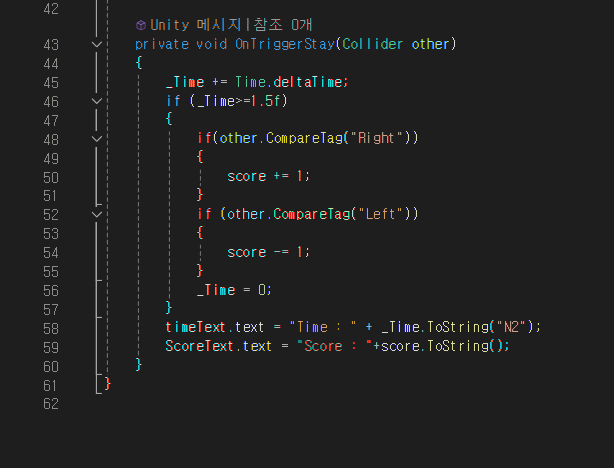 42
Unity 메시지|참조 0개
43 private void OnTriggerStay(Collider other)
44 {
45 _Time += Time.deltaTime;
46 if (_Time>=1.5f)
47 {
48 if(other.CompareTag("Right"))
49 {
50 score += 1;
51 }
52 if (other.CompareTag("Left"))
53 {
54 score -= 1;
55 }
56 _Time = 0;
57 }
58 timeText.text = "Time : " + _Time.ToString("N2");
59 ScoreText.text = "Score : "+score.ToString();
60 }
61 }
62